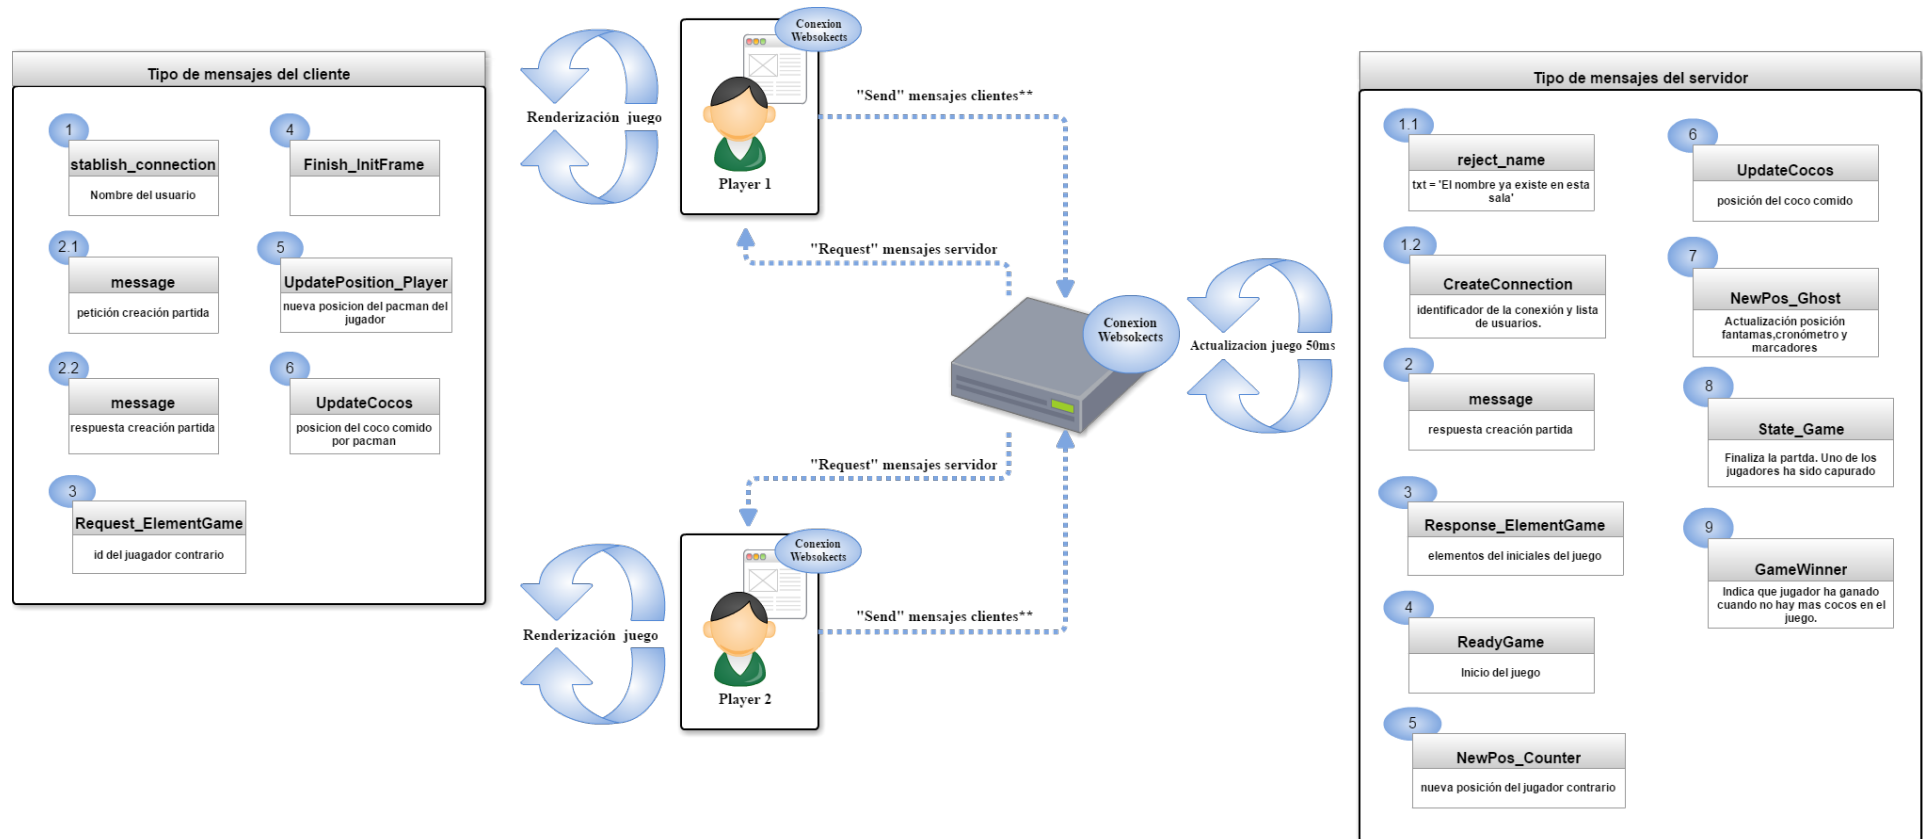 Tipo de mensajes del cliente
1
stablish_connection
Nombre del usuario
4
Finish_InitFrame
2.1
message
petición creación partida
5
UpdatePosition_Player
nueva posicion del pacman del
jugador
2.2
message
respuesta creación partida
6
UpdateCocos
posicion del coco comido
por pacman
3
Request_ElementGame
id del juagador contrario
Renderización juego
Conexion
Websokects
Player 1
"Send" mensajes clientes**
"Request" mensajes servidor
Conexion
Websokects
Actualizacion juego 50ms
"Request" mensajes servidor
Renderización juego
Conexion
Websokects
Player 2
"Send" mensajes clientes**
Tipo de mensajes del servidor
1.1
reject_name
txt = 'El nombre ya existe en esta
sala'
1.2
CreateConnection
identificador de la conexión y lista
de usuarios.
2
message
respuesta creación partida
3
Response_ElementGame
elementos del iniciales del juego
4
ReadyGame
Inicio del juego
5
NewPos_Counter
nueva posición del jugador contrario
6
UpdateCocos
posición del coco comido
7
NewPos_Ghost
Actualización posición
fantamas,cronómetro y
marcadores
8
State_Game
Finaliza la partda. Uno de los
jugadores ha sido capurado
9
GameWinner
Indica que jugador ha ganado
cuando no hay mas cocos en el
juego.